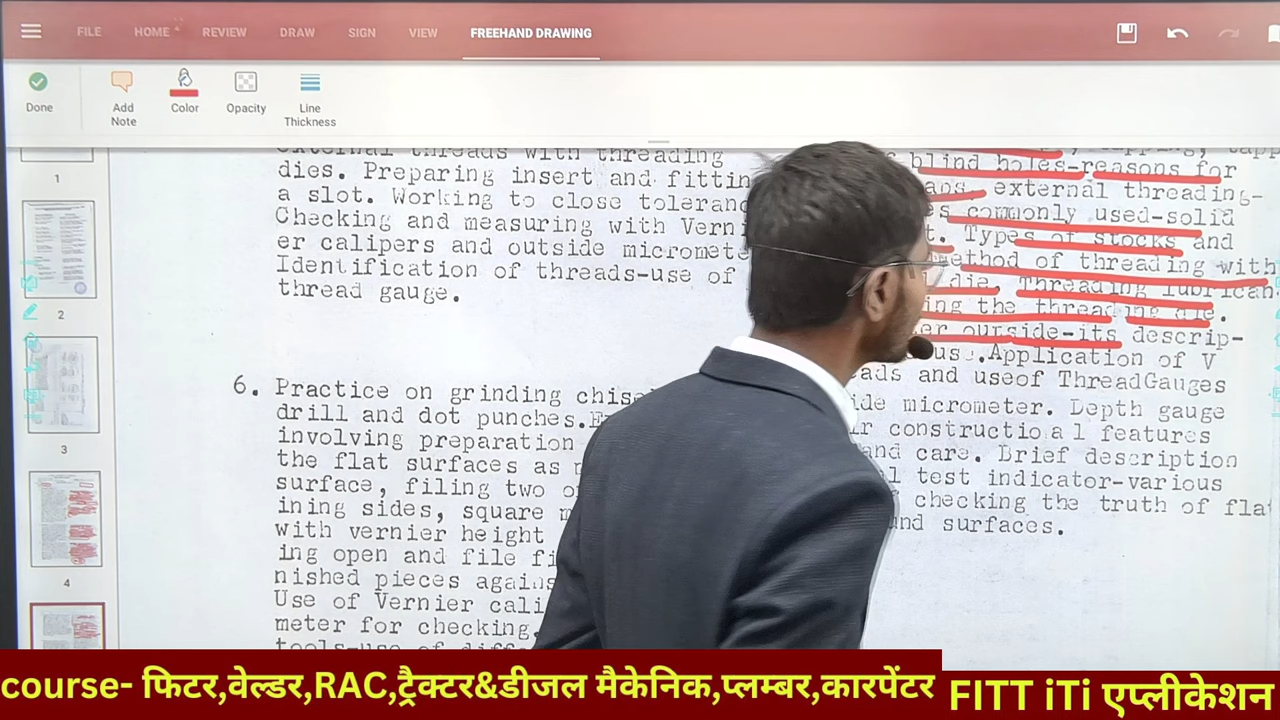 FILE HOME REVIEW DRAW SIGN VIEW FREEHAND DRAWING
Done Add Note Color Opacity Line Thickness
1
2
3
4
external threads with threading
dies. Preparing insert and fittin
a slot. Working to close toleranc
Checking and measuring with Verni
er calipers and outside micromete
Identification of threads-use of
thread gauge.
6. Practice on grinding chise
drill and dot punches.
involving preparation
the flat surfaces as
surface, filing two
ining sides, square
with vernier height
ing open and file fi
nished pieces agains
Use of Vernier cali
meter for checking,
blind holes-reasons for
external threading-
commonly used-solid
Types of stocks and
method of threading with
die, Threading lubrican
ing the threading die.
outside-its descrip-
use.Application of V
and useof ThreadGauges
micrometer. Depth gauge
constructional features
and care. Brief description
test indicator-various
checking the truth of fla
surfaces.
course- फिटर,वेल्डर,RAC,ट्रैक्टर&डीजल मैकेनिक,प्लम्बर,कारपेंटर
FITT iTi एप्लीकेशन